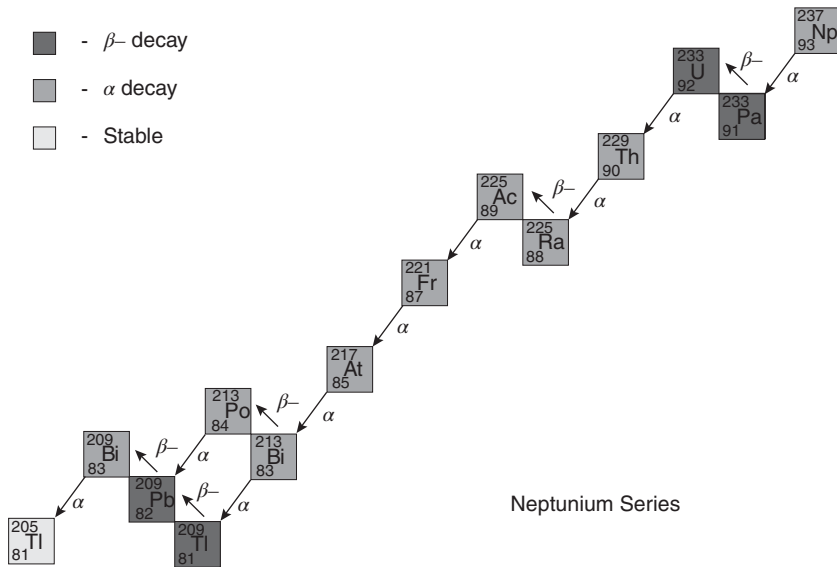 - β– decay
- α decay
- Stable
237
Np
93
α
β–
233
U
92
233
Pa
91
α
229
Th
90
α
β–
225
Ac
89
225
Ra
88
α
221
Fr
87
α
217
At
85
α
β–
213
Po
84
213
Bi
83
α
α
β–
209
Bi
83
209
Pb
82
β–
209
Tl
81
α
205
Tl
81
Neptunium Series